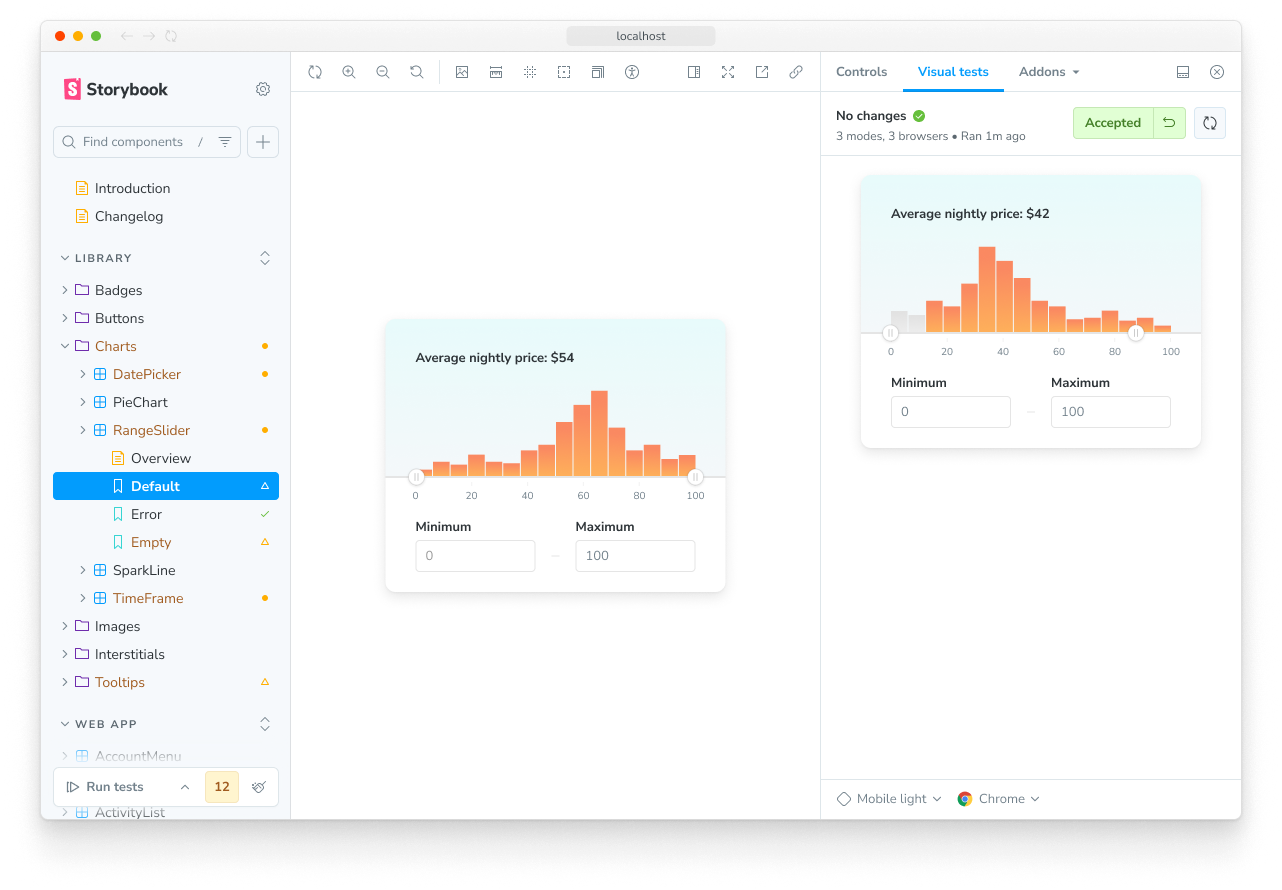 localhost
Storybook
Find components /
Introduction
Changelog
LIBRARY
Badges
Buttons
Charts
DatePicker
PieChart
RangeSlider
Overview
Default
Error
Empty
SparkLine
TimeFrame
Images
Interstitials
Tooltips
WEB APP
AccountMenu
Run tests 12
ActivityList
Average nightly price: $54
0 20 40 60 80 100
Minimum Maximum
0 – 100
Controls Visual tests Addons
No changes
3 modes, 3 browsers • Ran 1m ago
Accepted
Average nightly price: $42
0 20 40 60 80 100
Minimum Maximum
0 – 100
Mobile light Chrome